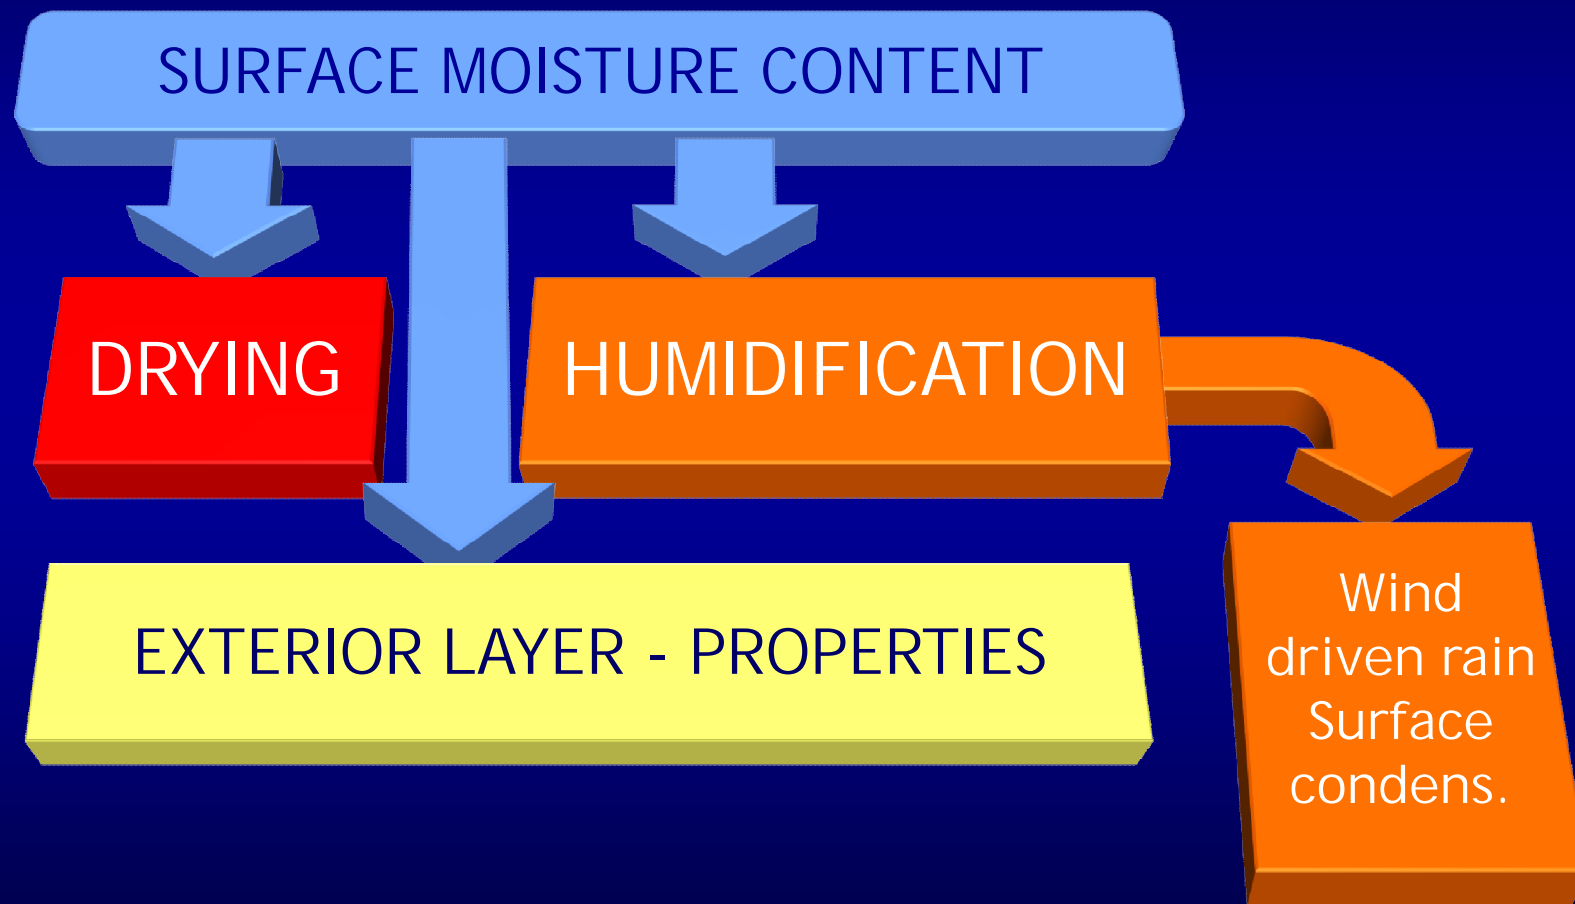 SURFACE MOISTURE CONTENT
DRYING
HUMIDIFICATION
EXTERIOR LAYER - PROPERTIES
Wind
driven rain
Surface
condens.